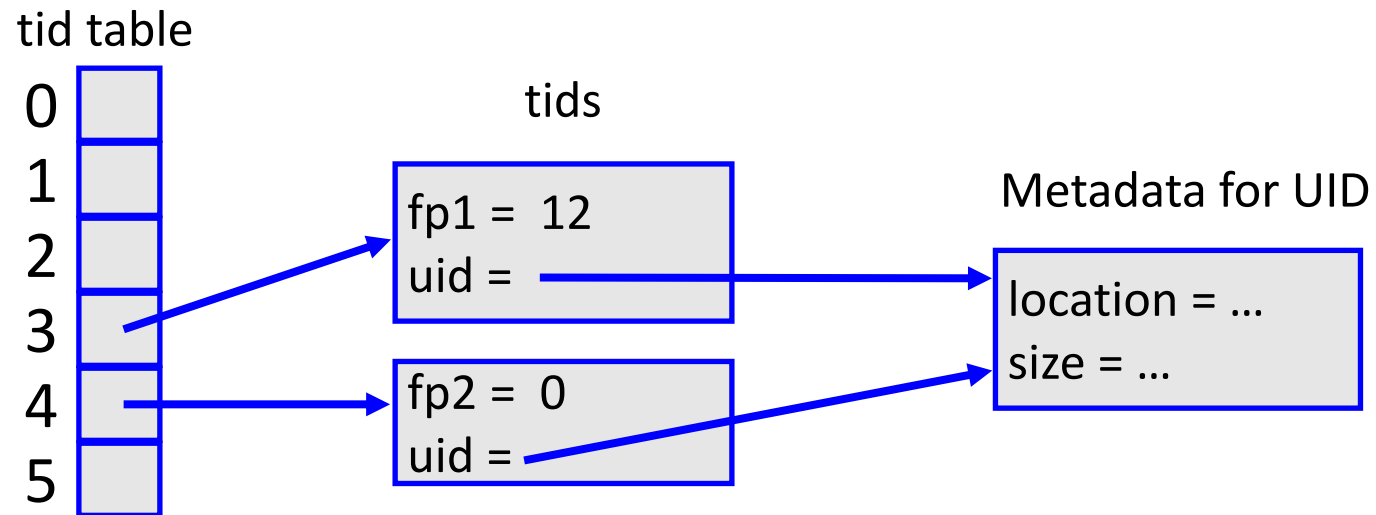 tid table
0
1
2
3
4
5
tids
fp1 = 12
uid =
fp2 = 0
uid =
Metadata for UID
location = ...
size = ...